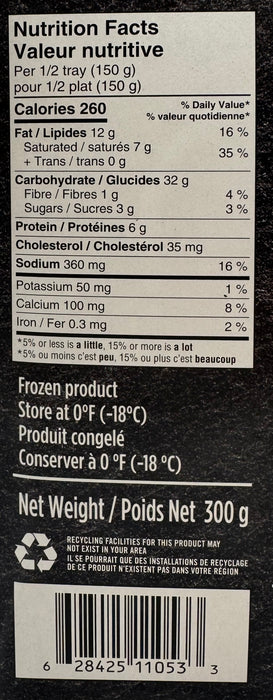 Nutrition Facts
Valeur nutritive
Per 1/2 tray (150 g)
pour 1/2 plat (150 g)
Calories 260 % Daily Value*
% valeur quotidienne*
Fat / Lipides 12 g 16 %
Saturated / saturés 7 g
+ Trans / trans 0 g 35 %
Carbohydrate / Glucides 32 g
Fibre / Fibres 1 g 4 %
Sugars / Sucres 3 g 3 %
Protein / Protéines 6 g
Cholesterol / Cholestérol 35 mg
Sodium 360 mg 16 %
Potassium 50 mg 1 %
Calcium 100 mg 8 %
Iron / Fer 0.3 mg 2 %
*5% or less is a little, 15% or more is a lot
*5% ou moins c'est peu, 15% ou plus c'est beaucoup
Frozen product
Store at 0°F (-18°C)
Produit congelé
Conserver à 0 °F (-18 °C)
Net Weight / Poids Net 300 g
RECYCLING FACILITIES FOR THIS PRODUCT MAY
NOT EXIST IN YOUR AREA
IL SE POURRAIT QUE DES INSTALLATIONS DE RECYCLAGE
DE CE PRODUIT N'EXISTENT PAS DANS VOTRE RÉGION
6 28425 11053 3